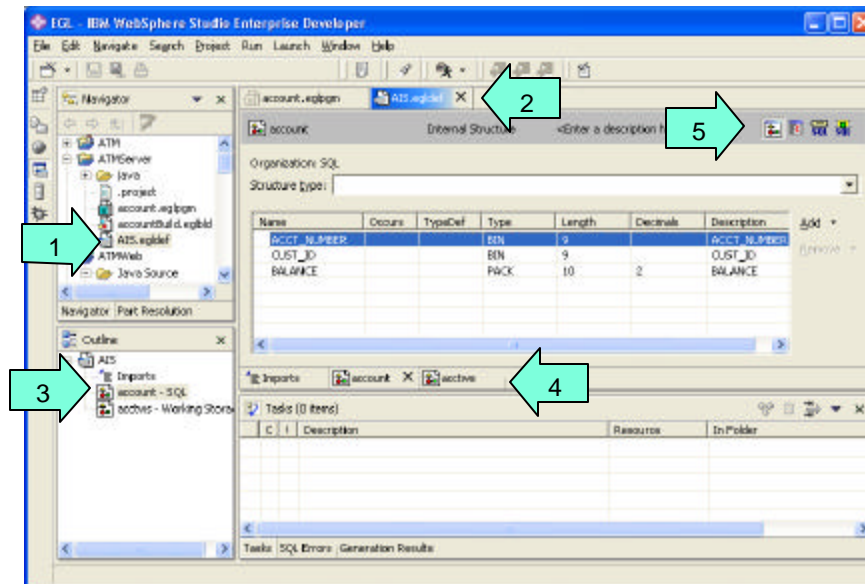 EGL - IBM WebSphere Studio Enterprise Developer
File Edit Navigate Search Project Run Launch Window Help
Navigator
account.eglpgm AIS.egldef
2
account Internal Structure <Enter a description h
5
ATM
ATMServer
Java
.project
account.eglpgm
accountBuild.eglbld
AIS.egldef
1
ATMWeb
Java Source
Navigator Part Resolution
Organization: SQL
Structure type:
Name Occurs TypeDef Type Length Decimals Description
ACCT_NUMBER BIN 9 ACCT_NUMBER
CUST_ID BIN 9 CUST_ID
BALANCE PACK 10 2 BALANCE
Add
Remove
Outline
AIS
Imports
account - SQL
acctws - Working Stora
3
Imports account acctws
4
Tasks (0 items)
C ! Description Resource In Folder
Tasks SQL Errors Generation Results